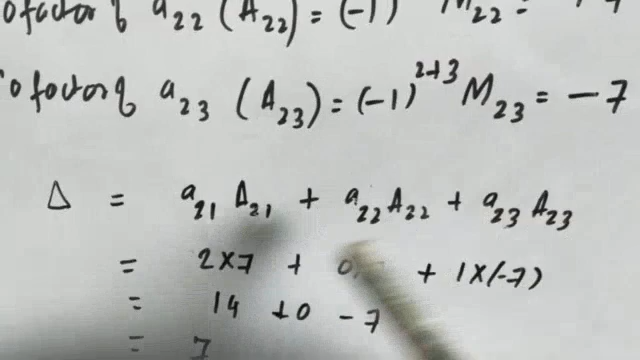 ofactor of a₂₂ (A₂₂) = (-1) M₂₂ =
ofactor of a₂₃ (A₂₃) = (-1)²⁺³ M₂₃ = -7
Δ = a₂₁ A₂₁ + a₂₂ A₂₂ + a₂₃ A₂₃
= 2×7 + 0 + 1×(-7)
= 14 + 0 - 7
= 7